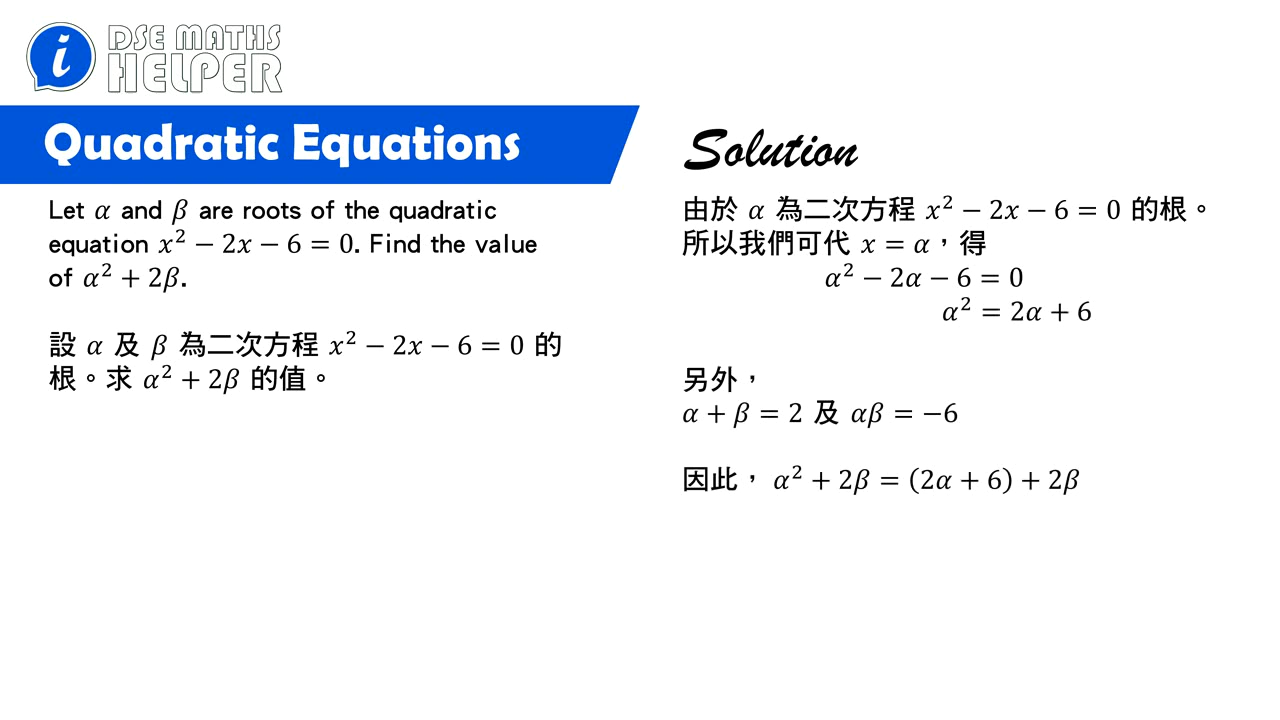 i
DSE MATHS
HELPER
Quadratic Equations
Let α and β are roots of the quadratic
equation x² − 2x − 6 = 0. Find the value
of α² + 2β.
設 α 及 β 為二次方程 x² − 2x − 6 = 0 的
根。求 α² + 2β 的值。
Solution
由於 α 為二次方程 x² − 2x − 6 = 0 的根。
所以我們可代 x = α，得
α² − 2α − 6 = 0
α² = 2α + 6
另外，
α + β = 2 及 αβ = −6
因此， α² + 2β = (2α + 6) + 2β